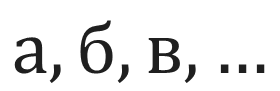 а, б, в, ...